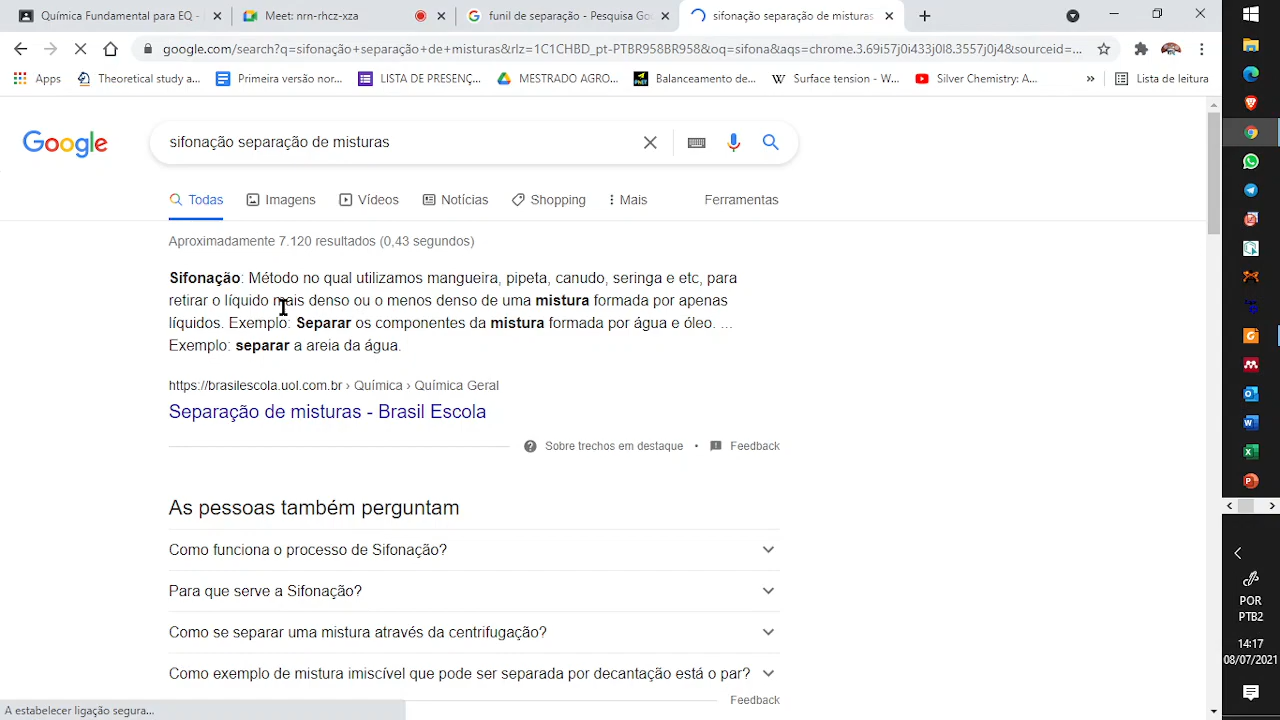 Química Fundamental para EQ -
Meet: nrn-rhcz-xza
funil de separação - Pesquisa Go
sifonação separação de misturas
google.com/search?q=sifonação+separação+de+misturas&rlz=1C1CHBD_pt-PTBR958BR958&oq=sifona&aqs=chrome.3.69i57j0i433j0l8.3527j0j4&sourceid=...
Apps
Theoretical study a...
Primeira versão nor...
LISTA DE PRESENÇ...
MESTRADO AGRO...
Balanceamento de...
Surface tension - W...
Silver Chemistry: A...
»
Lista de leitura
Google
sifonação separação de misturas
Todas
Imagens
Vídeos
Notícias
Shopping
Mais
Ferramentas
Aproximadamente 7.120 resultados (0,43 segundos)
Sifonação: Método no qual utilizamos mangueira, pipeta, canudo, seringa e etc, para
retirar o líquido mais denso ou o menos denso de uma mistura formada por apenas
líquidos. Exemplo: Separar os componentes da mistura formada por água e óleo. ...
Exemplo: separar a areia da água.
https://brasilescola.uol.com.br › Química › Química Geral
Separação de misturas - Brasil Escola
Sobre trechos em destaque • Feedback
As pessoas também perguntam
Como funciona o processo de Sifonação?
Para que serve a Sifonação?
Como se separar uma mistura através da centrifugação?
Como exemplo de mistura imiscível que pode ser separada por decantação está o par?
Feedback
A estabelecer ligação segura...
POR
PTB2
14:17
08/07/2021